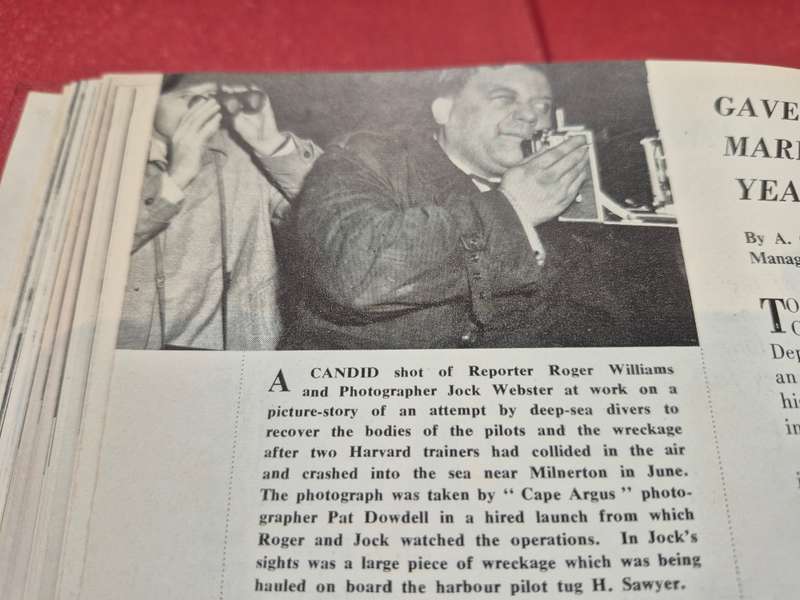 A CANDID shot of Reporter Roger Williams
and Photographer Jock Webster at work on a
picture-story of an attempt by deep-sea divers to
recover the bodies of the pilots and the wreckage
after two Harvard trainers had collided in the air
and crashed into the sea near Milnerton in June.
The photograph was taken by “ Cape Argus ” photo-
grapher Pat Dowdell in a hired launch from which
Roger and Jock watched the operations. In Jock’s
sights was a large piece of wreckage which was being
hauled on board the harbour pilot tug H. Sawyer.
GAVE
YEA
By A.
Manag
TO
Dep
an
his
in